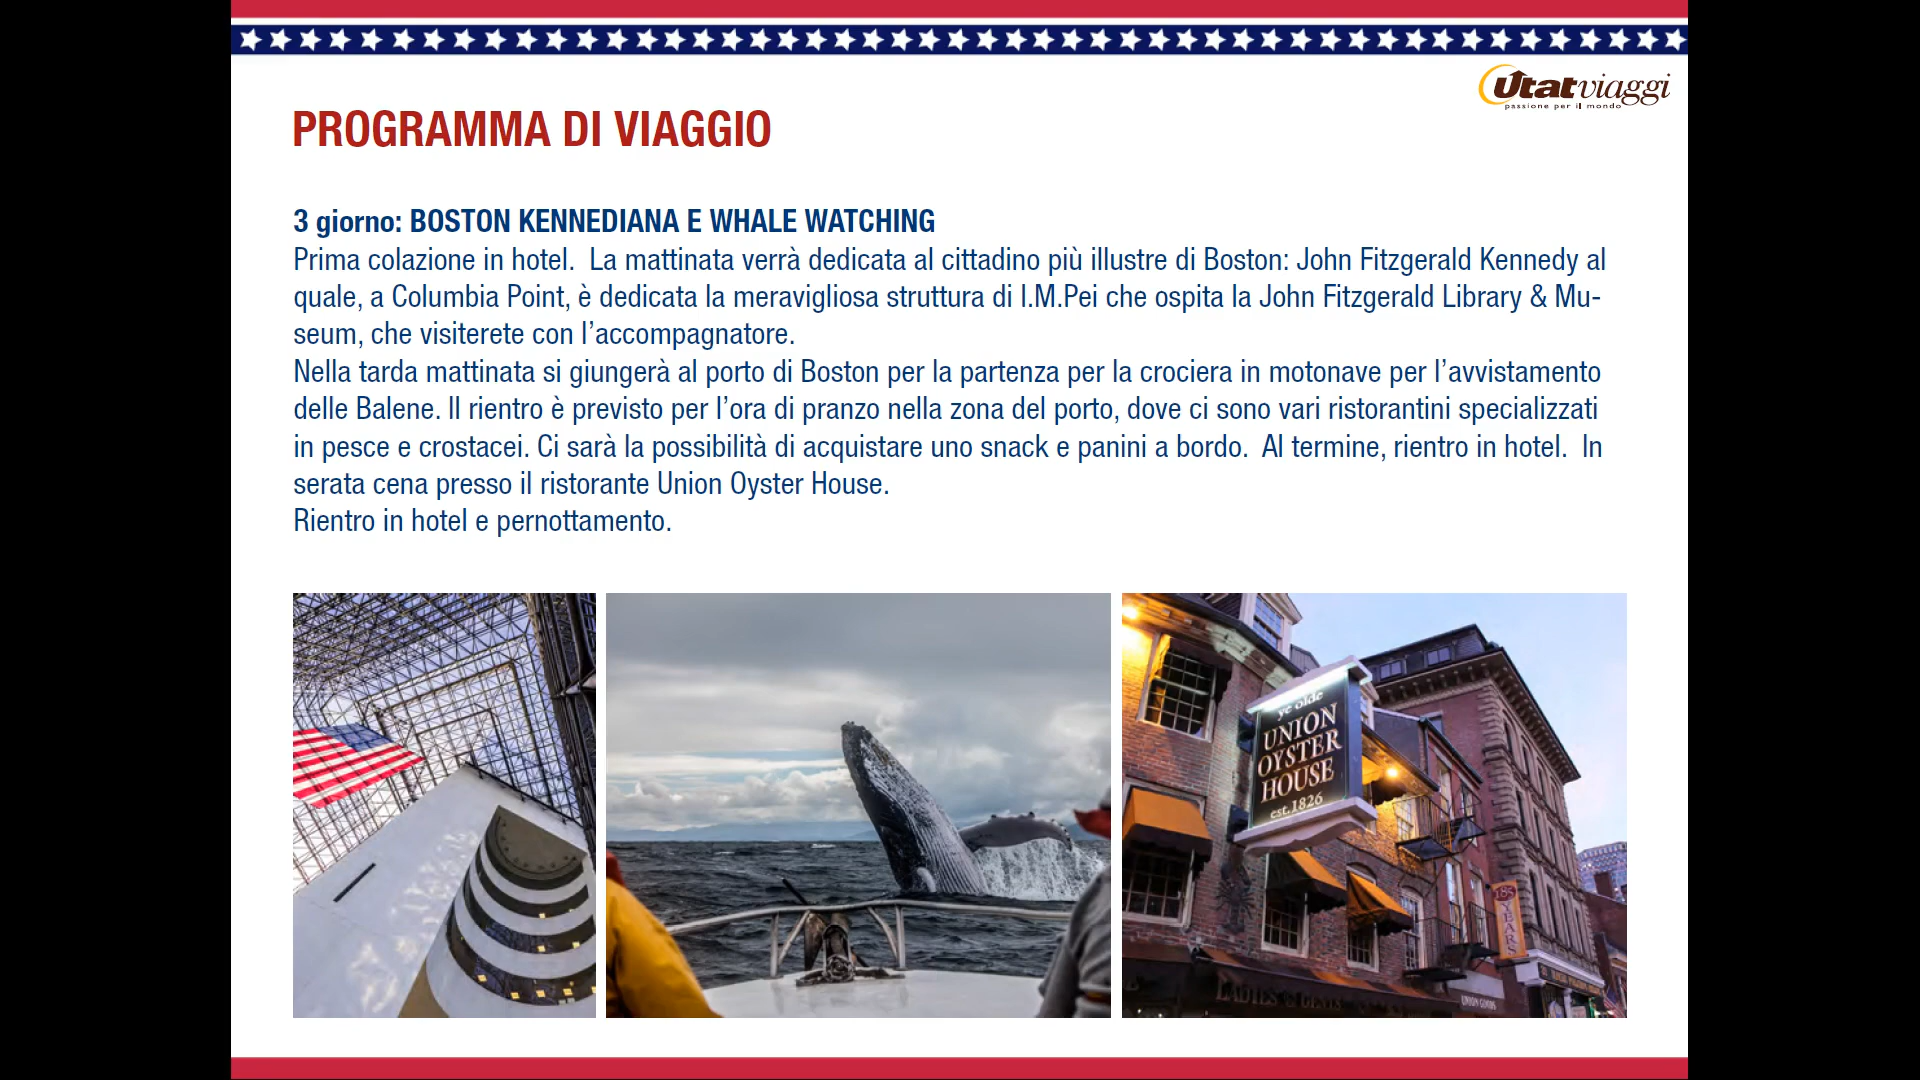 Utatviaggi
passione per il mondo
PROGRAMMA DI VIAGGIO
3 giorno: BOSTON KENNEDIANA E WHALE WATCHING
Prima colazione in hotel.  La mattinata verrà dedicata al cittadino più illustre di Boston: John Fitzgerald Kennedy al
quale, a Columbia Point, è dedicata la meravigliosa struttura di I.M.Pei che ospita la John Fitzgerald Library & Mu-
seum, che visiterete con l’accompagnatore.
Nella tarda mattinata si giungerà al porto di Boston per la partenza per la crociera in motonave per l’avvistamento
delle Balene. Il rientro è previsto per l’ora di pranzo nella zona del porto, dove ci sono vari ristorantini specializzati
in pesce e crostacei. Ci sarà la possibilità di acquistare uno snack e panini a bordo.  Al termine, rientro in hotel.  In
serata cena presso il ristorante Union Oyster House.
Rientro in hotel e pernottamento.
ye olde
UNION
OYSTER
HOUSE
est.1826
185
YEARS
LADIES & GENTS
UNION GOODS